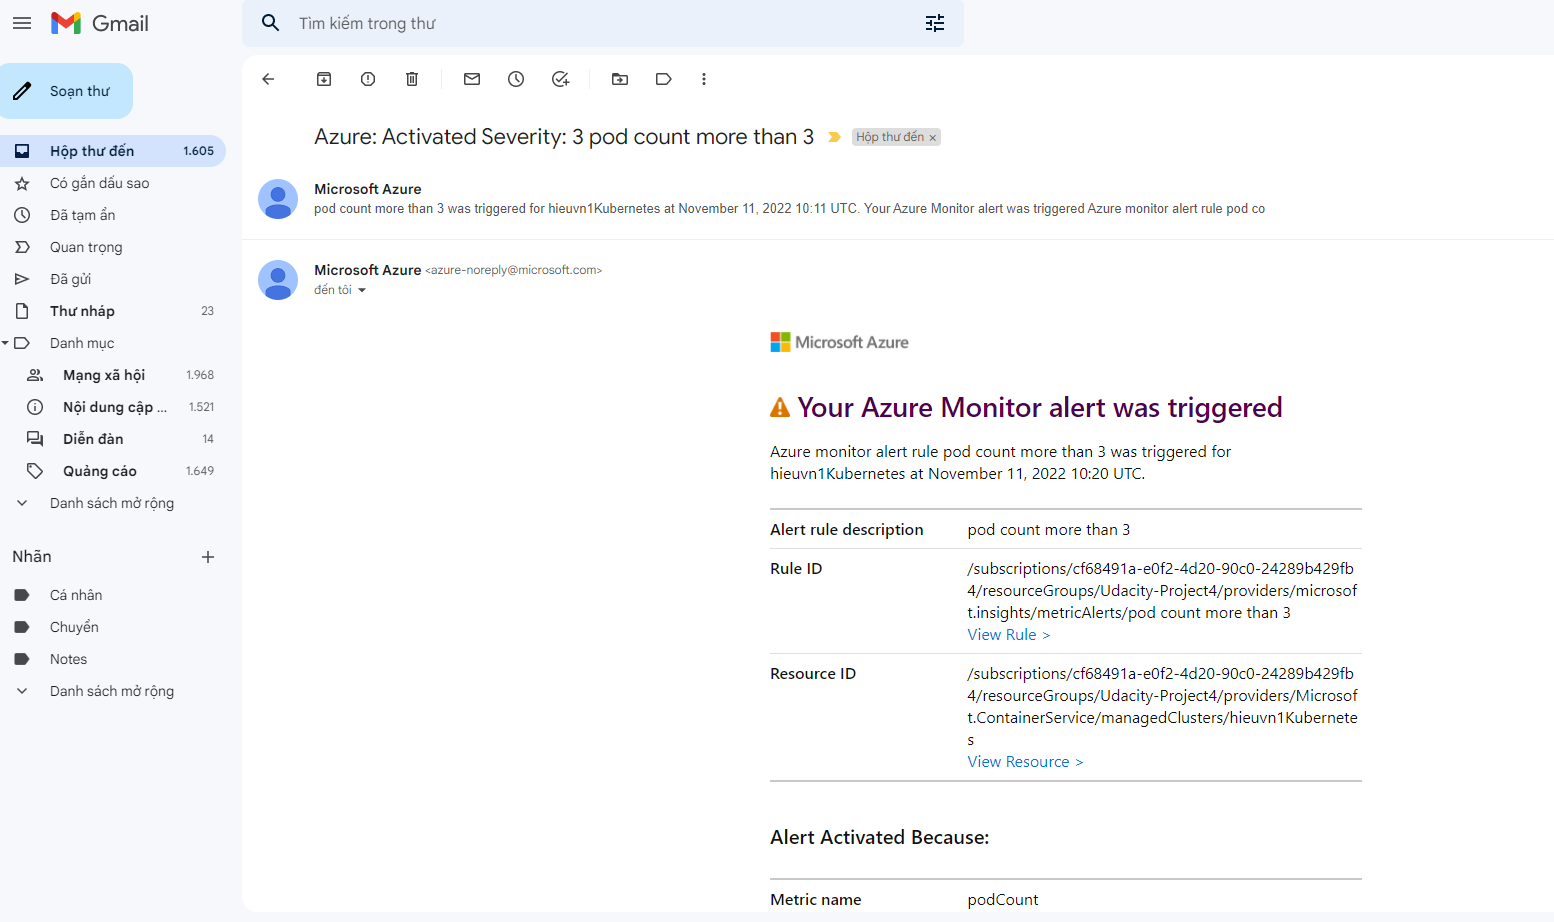 Gmail
Tìm kiếm trong thư
Soạn thư
Hộp thư đến 1.605
Có gắn dấu sao
Đã tạm ẩn
Quan trọng
Đã gửi
Thư nháp 23
Danh mục
Mạng xã hội 1.968
Nội dung cập ... 1.521
Diễn đàn 14
Quảng cáo 1.649
Danh sách mở rộng
Nhãn
Cá nhân
Chuyển
Notes
Danh sách mở rộng
Azure: Activated Severity: 3 pod count more than 3 Hộp thư đến ×
Microsoft Azure
pod count more than 3 was triggered for hieuvn1Kubernetes at November 11, 2022 10:11 UTC. Your Azure Monitor alert was triggered Azure monitor alert rule pod co
Microsoft Azure <azure-noreply@microsoft.com>
đến tôi
Microsoft Azure
Your Azure Monitor alert was triggered
Azure monitor alert rule pod count more than 3 was triggered for
hieuvn1Kubernetes at November 11, 2022 10:20 UTC.
Alert rule description pod count more than 3
Rule ID /subscriptions/cf68491a-e0f2-4d20-90c0-24289b429fb
4/resourceGroups/Udacity-Project4/providers/microsof
t.insights/metricAlerts/pod count more than 3
View Rule >
Resource ID /subscriptions/cf68491a-e0f2-4d20-90c0-24289b429fb
4/resourceGroups/Udacity-Project4/providers/Microsof
t.ContainerService/managedClusters/hieuvn1Kubernete
s
View Resource >
Alert Activated Because:
Metric name podCount